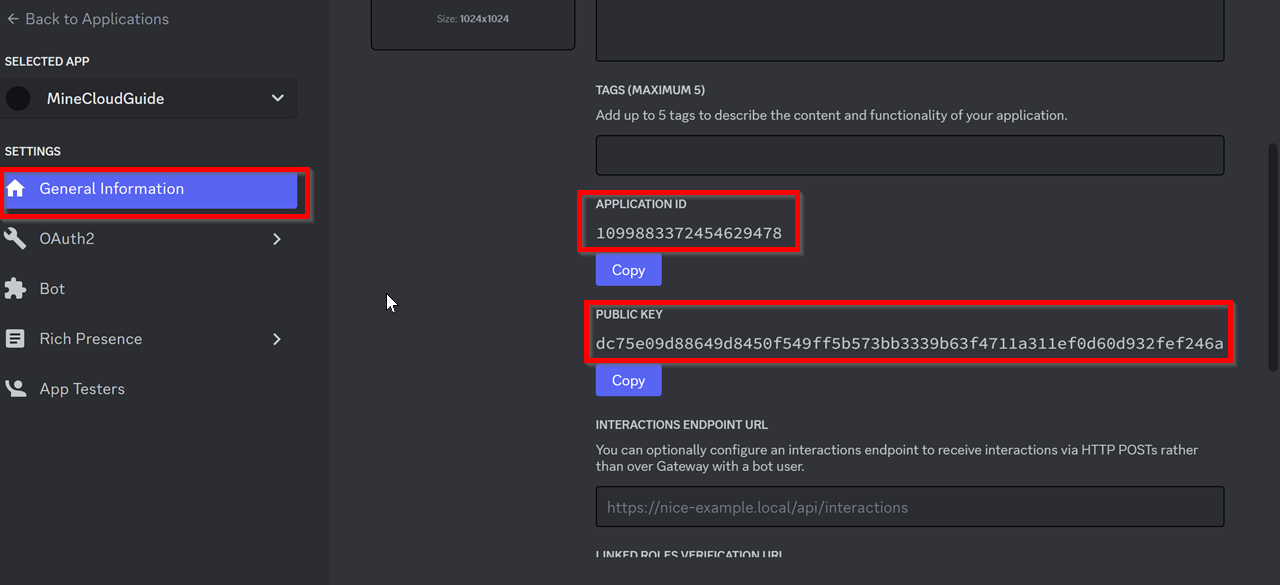 Back to Applications
SELECTED APP
MineCloudGuide
SETTINGS
General Information
OAuth2
Bot
Rich Presence
App Testers
Size: 1024x1024
TAGS (MAXIMUM 5)
Add up to 5 tags to describe the content and functionality of your application.
APPLICATION ID
1099883372454629478
Copy
PUBLIC KEY
dc75e09d88649d8450f549ff5b573bb3339b63f4711a311ef0d60d932fef246a
Copy
INTERACTIONS ENDPOINT URL
You can optionally configure an interactions endpoint to receive interactions via HTTP POSTs rather
than over Gateway with a bot user.
https://nice-example.local/api/interactions
LINKED ROLES VERIFICATION URL